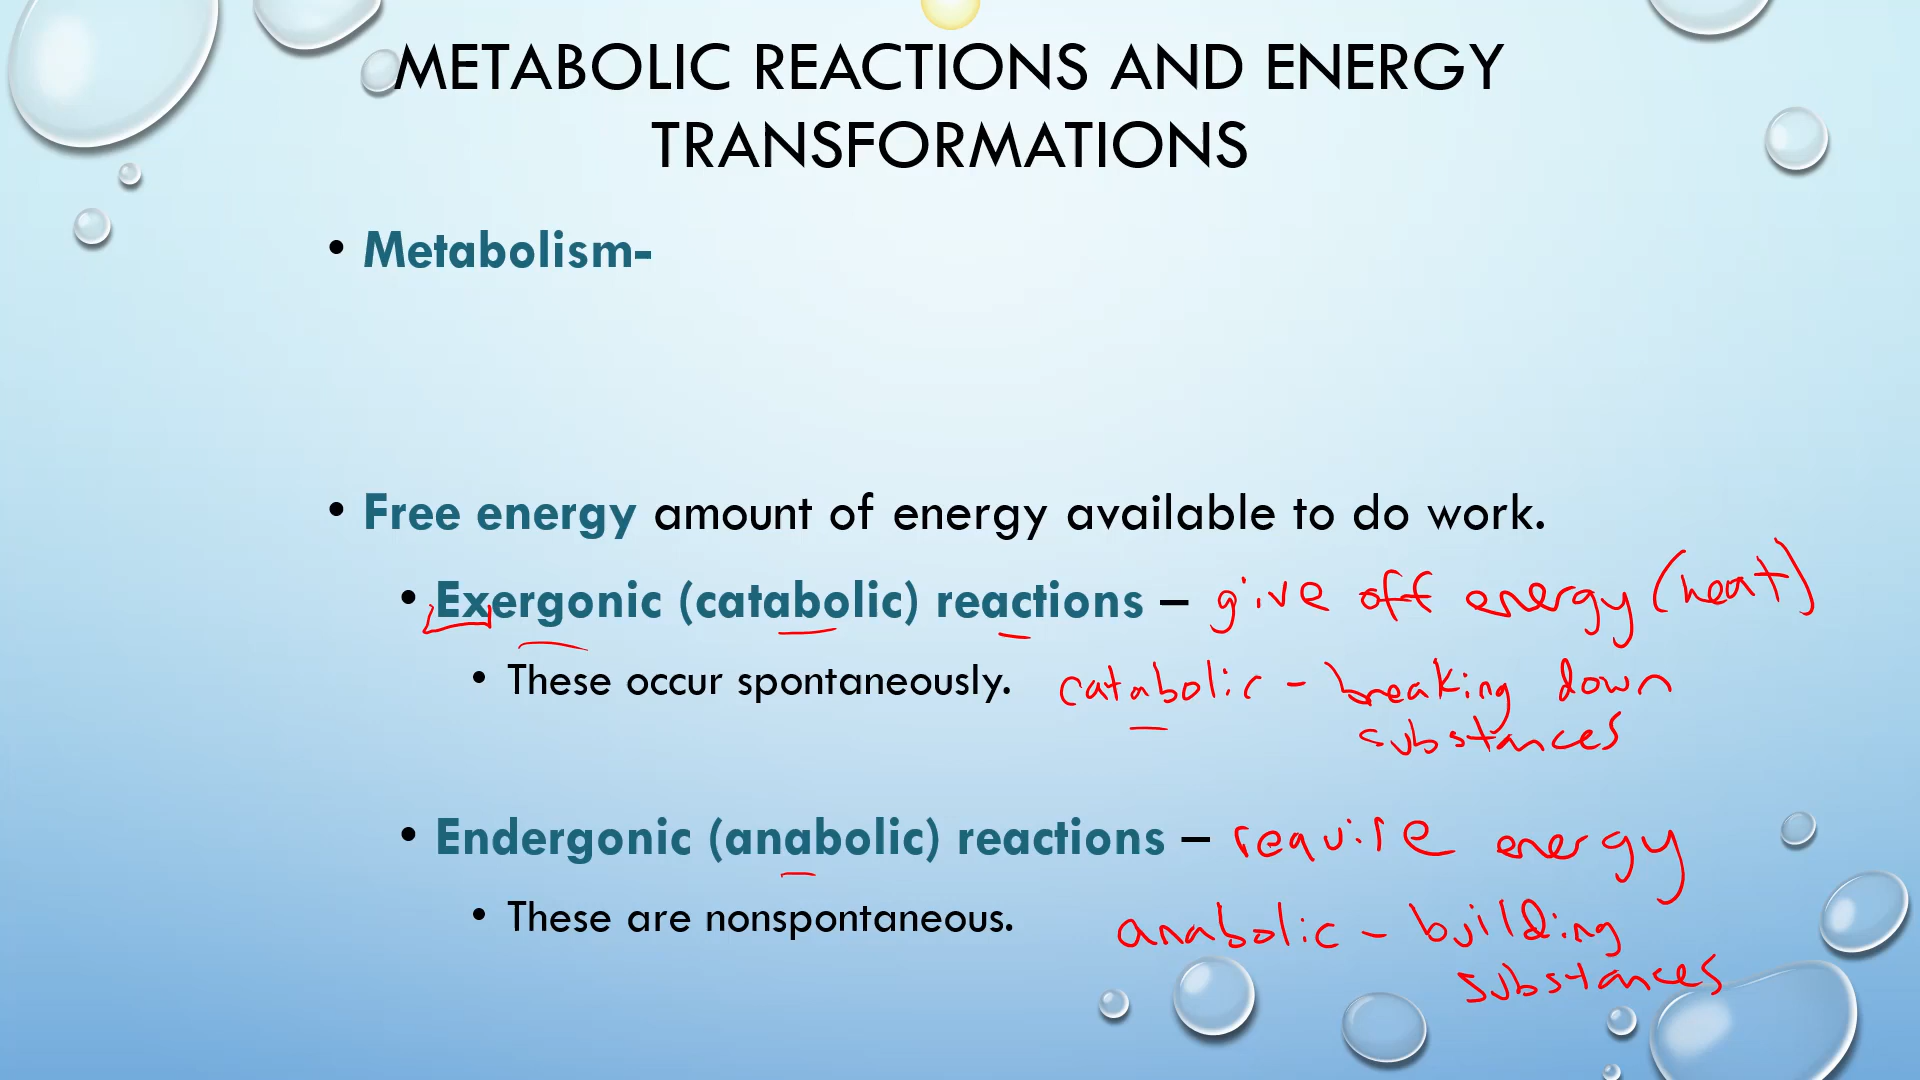 METABOLIC REACTIONS AND ENERGY
TRANSFORMATIONS
• Metabolism-
• Free energy amount of energy available to do work.
• Exergonic (catabolic) reactions – give off energy (heat)
• These occur spontaneously. catabolic - breaking down
substances
• Endergonic (anabolic) reactions – require energy
• These are nonspontaneous. anabolic - building
substances